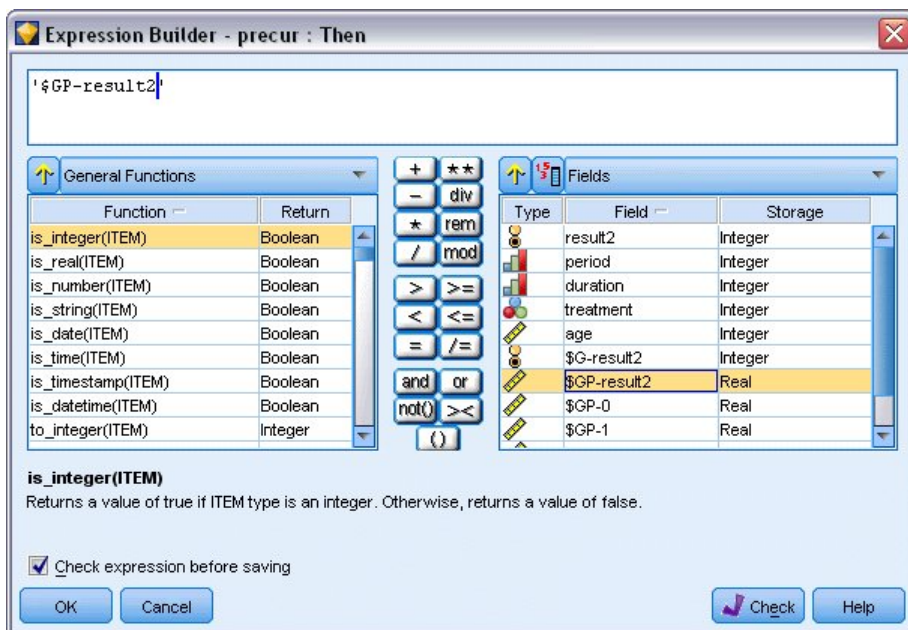 Expression Builder - precur : Then
'$GP-result2'
General Functions
Function Return
is_integer(ITEM) Boolean
is_real(ITEM) Boolean
is_number(ITEM) Boolean
is_string(ITEM) Boolean
is_date(ITEM) Boolean
is_time(ITEM) Boolean
is_timestamp(ITEM) Boolean
is_datetime(ITEM) Boolean
to_integer(ITEM) Integer
+ **
- div
* rem
/ mod
> >=
< <=
= /=
and or
not() ><
()
Fields
Type Field Storage
result2 Integer
period Integer
duration Integer
treatment Integer
age Integer
$G-result2 Integer
$GP-result2 Real
$GP-0 Real
$GP-1 Real
is_integer(ITEM)
Returns a value of true if ITEM type is an integer. Otherwise, returns a value of false.
Check expression before saving
OK Cancel Check Help